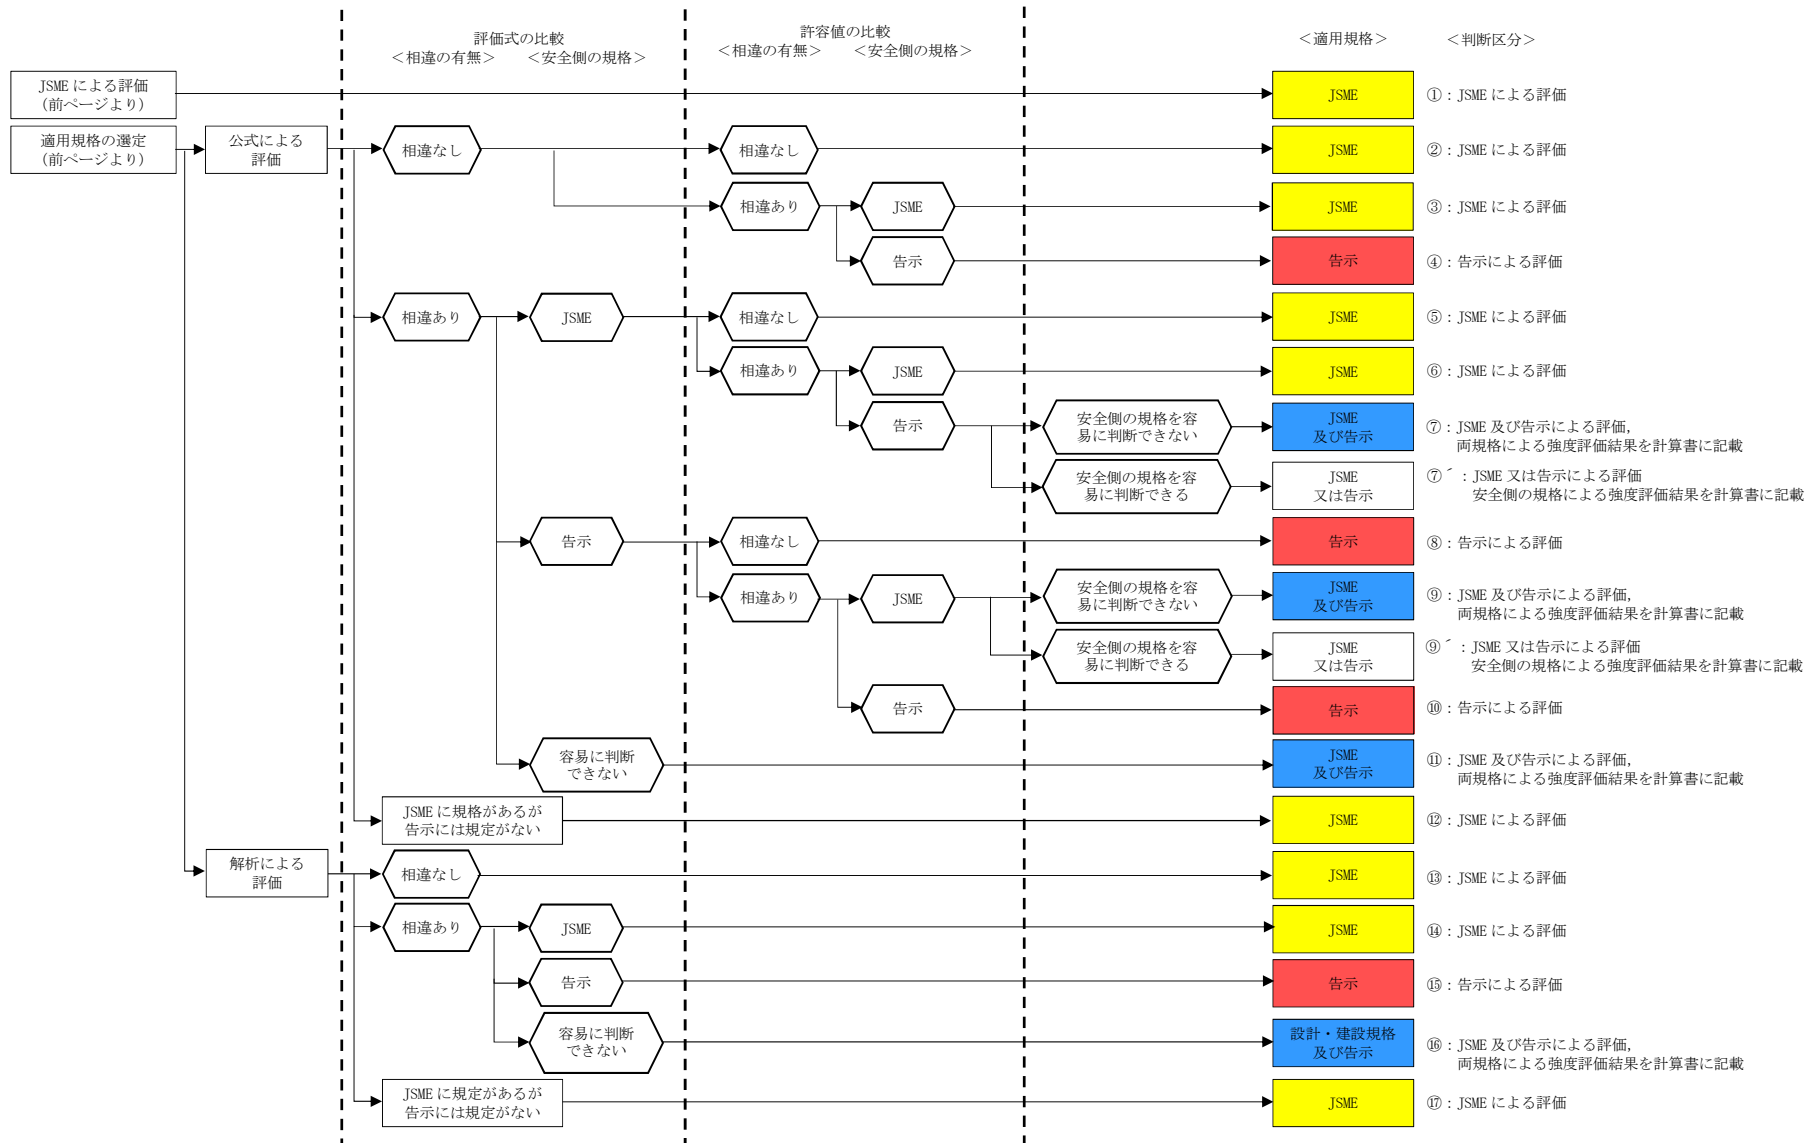 評価式の比較
＜相違の有無＞ ＜安全側の規格＞
許容値の比較
＜相違の有無＞ ＜安全側の規格＞
＜適用規格＞ ＜判断区分＞
JSME による評価
(前ページより)
JSME
①：JSME による評価
適用規格の選定
(前ページより)
公式による
評価
相違なし
相違なし
JSME
②：JSME による評価
相違あり
JSME
JSME
③：JSME による評価
告示
告示
④：告示による評価
相違あり
JSME
相違なし
JSME
⑤：JSME による評価
相違あり
JSME
JSME
⑥：JSME による評価
告示
安全側の規格を容
易に判断できない
JSME
及び告示
⑦：JSME 及び告示による評価,
両規格による強度評価結果を計算書に記載
安全側の規格を容
易に判断できる
JSME
又は告示
⑦´：JSME 又は告示による評価
安全側の規格による強度評価結果を計算書に記載
告示
相違なし
告示
⑧：告示による評価
相違あり
JSME
安全側の規格を容
易に判断できない
JSME
及び告示
⑨：JSME 及び告示による評価,
両規格による強度評価結果を計算書に記載
安全側の規格を容
易に判断できる
JSME
又は告示
⑨´：JSME 又は告示による評価
安全側の規格による強度評価結果を計算書に記載
告示
告示
⑩：告示による評価
容易に判断
できない
JSME
及び告示
⑪：JSME 及び告示による評価,
両規格による強度評価結果を計算書に記載
JSME に規格があるが
告示には規定がない
JSME
⑫：JSME による評価
解析による
評価
相違なし
JSME
⑬：JSME による評価
相違あり
JSME
JSME
⑭：JSME による評価
告示
告示
⑮：告示による評価
容易に判断
できない
設計・建設規格
及び告示
⑯：JSME 及び告示による評価,
両規格による強度評価結果を計算書に記載
JSME に規定があるが
告示には規定がない
JSME
⑰：JSME による評価